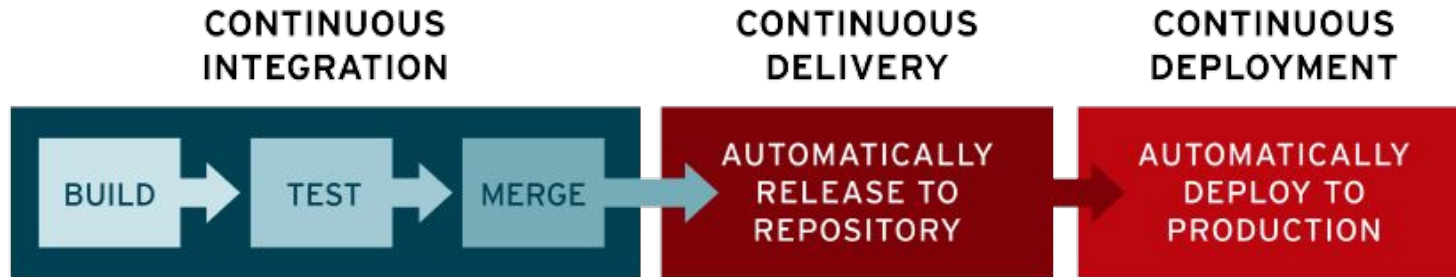 CONTINUOUS
INTEGRATION
CONTINUOUS
DELIVERY
CONTINUOUS
DEPLOYMENT
BUILD
TEST
MERGE
AUTOMATICALLY
RELEASE TO
REPOSITORY
AUTOMATICALLY
DEPLOY TO
PRODUCTION